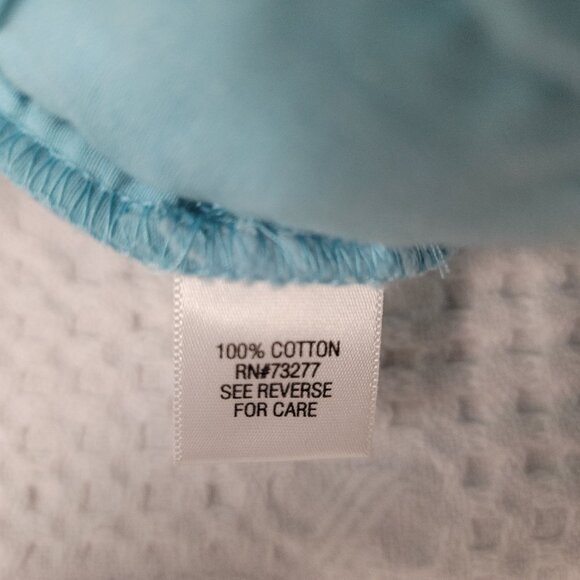 100% COTTON
RN#73277
SEE REVERSE
FOR CARE